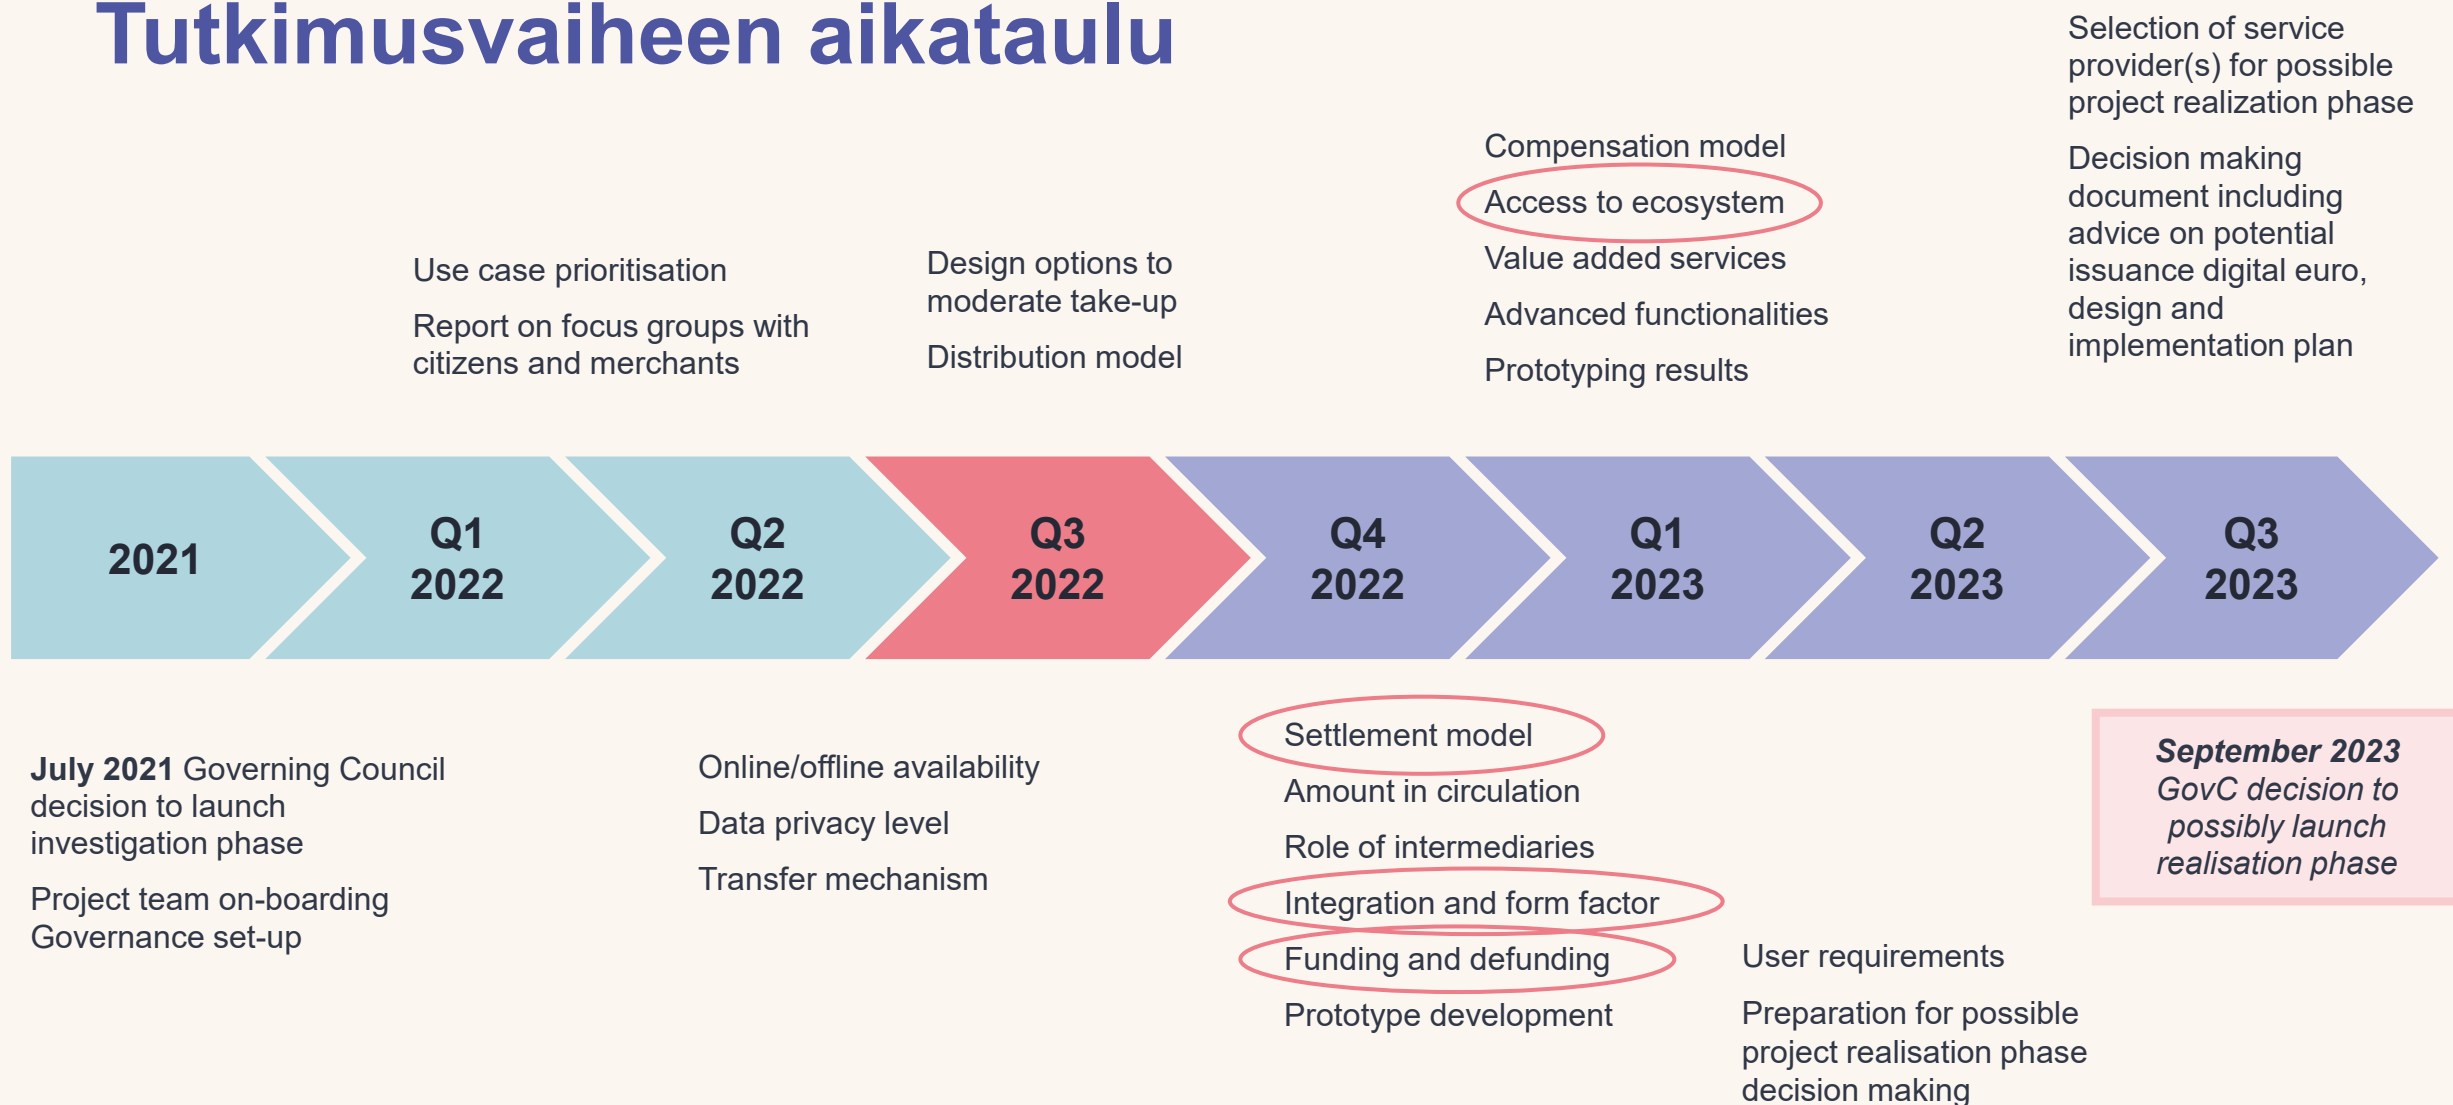 Tutkimusvaiheen aikataulu
Use case prioritisation
Report on focus groups with
citizens and merchants
Design options to
moderate take-up
Distribution model
Compensation model
Access to ecosystem
Value added services
Advanced functionalities
Prototyping results
Selection of service
provider(s) for possible
project realization phase
Decision making
document including
advice on potential
issuance digital euro,
design and
implementation plan
2021
Q1
2022
Q2
2022
Q3
2022
Q4
2022
Q1
2023
Q2
2023
Q3
2023
July 2021 Governing Council
decision to launch
investigation phase
Project team on-boarding
Governance set-up
Online/offline availability
Data privacy level
Transfer mechanism
Settlement model
Amount in circulation
Role of intermediaries
Integration and form factor
Funding and defunding
Prototype development
User requirements
Preparation for possible
project realisation phase
decision making
September 2023
GovC decision to
possibly launch
realisation phase